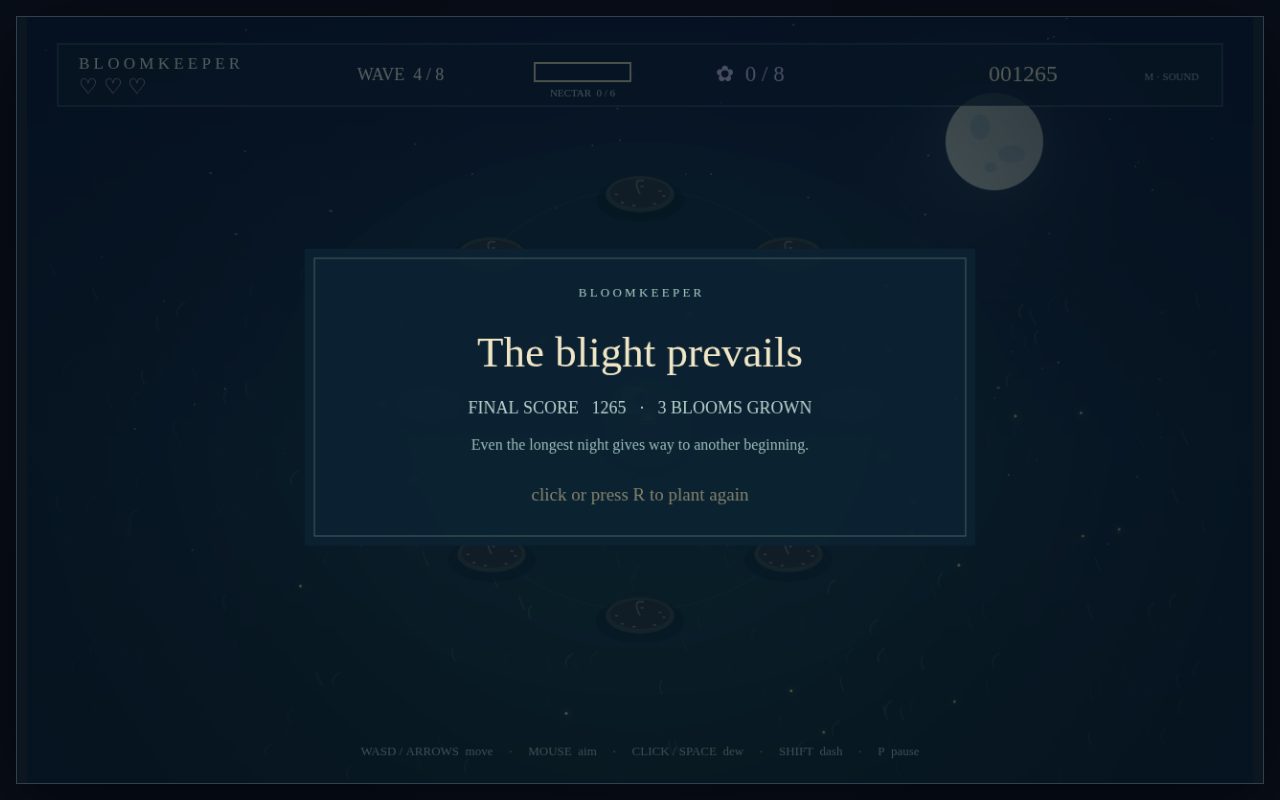 BLOOMKEEPER
♡ ♡ ♡
WAVE 4 / 8
NECTAR 0 / 6
✿ 0 / 8
001265
M · SOUND
BLOOMKEEPER
The blight prevails
FINAL SCORE 1265 · 3 BLOOMS GROWN
Even the longest night gives way to another beginning.
click or press R to plant again
WASD / ARROWS move · MOUSE aim · CLICK / SPACE dew · SHIFT dash · P pause